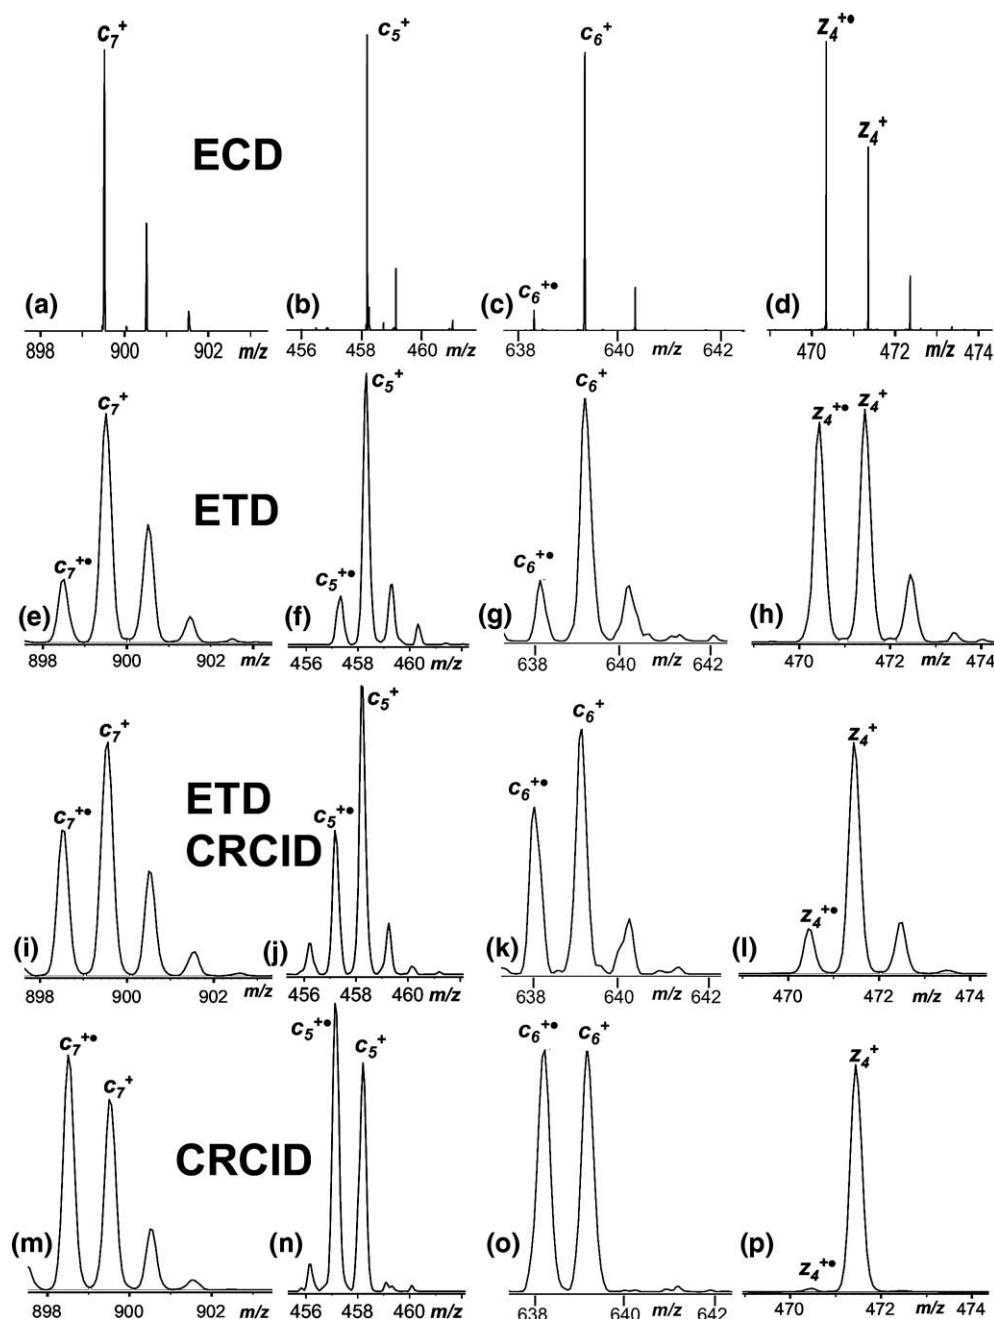 c7+ c5+ c6+ z4+•
z4+
ECD
(a) (b) (c) c6+• (d)
898 900 902 m/z 456 458 460 m/z 638 640 m/z 642 470 472 m/z 474
c7+ c5+ c6+ z4+• z4+
ETD
c7+• c5+• c6+•
(e) (f) (g) (h)
898 900 902 m/z 456 458 460 m/z 638 640 m/z 642 470 472 m/z 474
c7+ c5+ c6+ z4+
ETD
CRCID
c7+• c5+• c6+• z4+•
(i) (j) (k) (l)
898 900 902 m/z 456 458 460 m/z 638 640 m/z 642 470 472 m/z 474
c7+• c7+ c5+• c5+ c6+• c6+ z4+
CRCID
(m) (n) (o) (p) z4+•
898 900 902 m/z 456 458 460 m/z 638 640 m/z 642 470 472 m/z 474